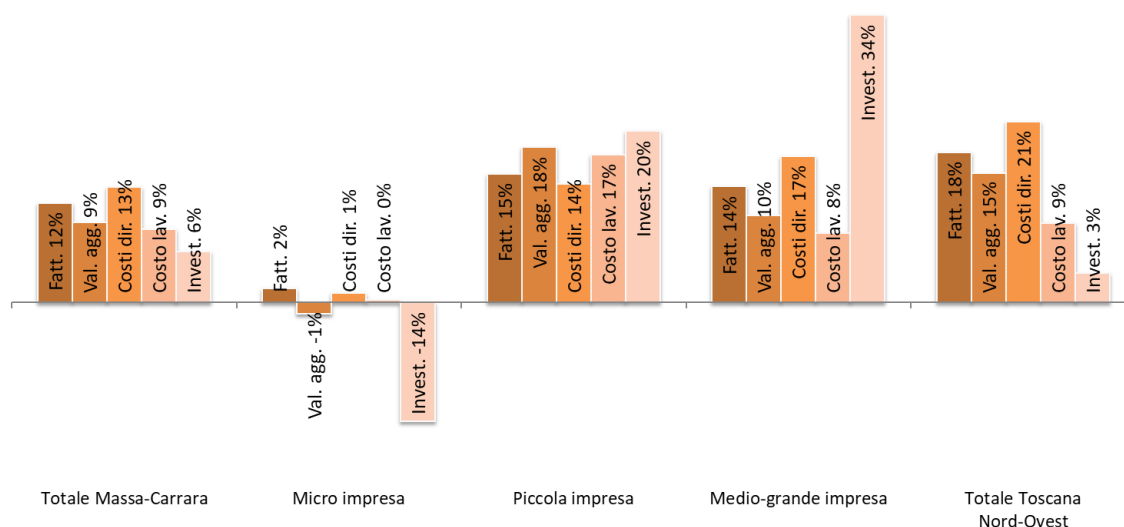 Fatt. 12%
Val. agg. 9%
Costi dir. 13%
Costo lav. 9%
Invest. 6%
Fatt. 2%
Val. agg. -1%
Costi dir. 1%
Costo lav. 0%
Invest. -14%
Fatt. 15%
Val. agg. 18%
Costi dir. 14%
Costo lav. 17%
Invest. 20%
Fatt. 14%
Val. agg. 10%
Costi dir. 17%
Costo lav. 8%
Invest. 34%
Fatt. 18%
Val. agg. 15%
Costi dir. 21%
Costo lav. 9%
Invest. 3%
Totale Massa-Carrara
Micro impresa
Piccola impresa
Medio-grande impresa
Totale Toscana
Nord-Ovest